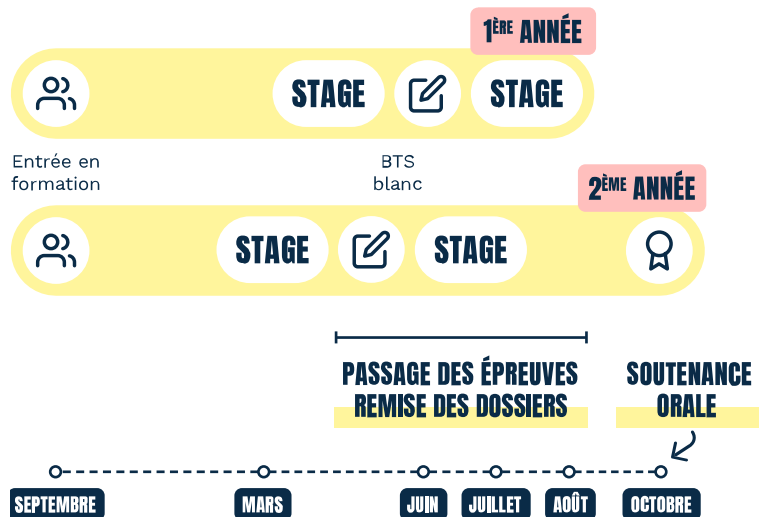 1ÈRE ANNÉE
STAGE STAGE
Entrée en
formation
BTS
blanc
2ÈME ANNÉE
STAGE STAGE
PASSAGE DES ÉPREUVES
REMISE DES DOSSIERS
SOUTENANCE
ORALE
SEPTEMBRE MARS JUIN JUILLET AOÛT OCTOBRE